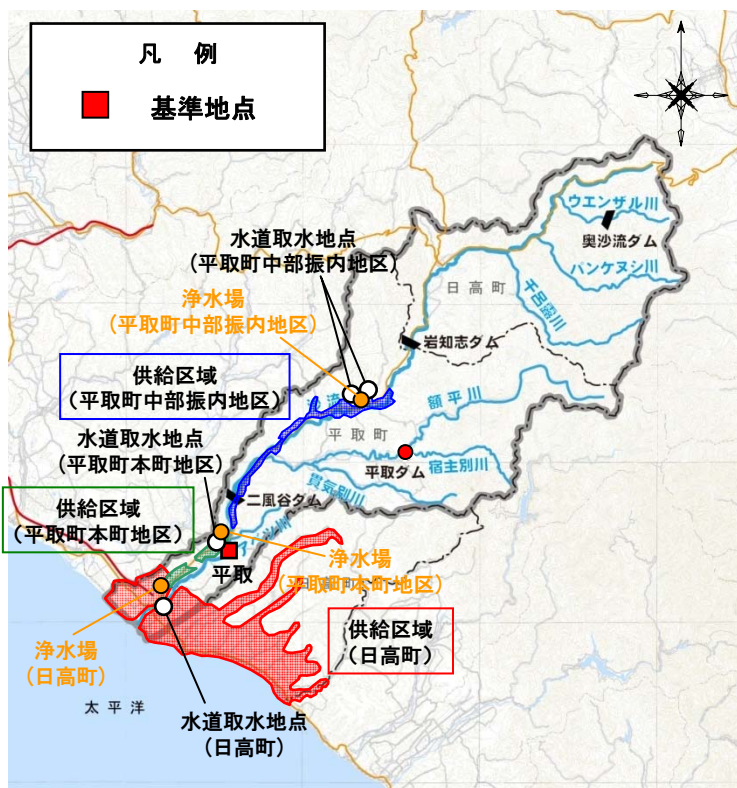 凡 例
基準地点
水道取水地点
(平取町中部振内地区)
浄水場
(平取町中部振内地区)
供給区域
(平取町中部振内地区)
水道取水地点
(平取町本町地区)
供給区域
(平取町本町地区)
ウエンザル川
奥沙流ダム
パンケヌシ川
日高町
千呂露川
岩知志ダム
額平川
平取町
平取ダム
宿主別川
貫気別川
二風谷ダム
平取
浄水場
(平取町本町地区)
供給区域
(日高町)
浄水場
(日高町)
太平洋
水道取水地点
(日高町)